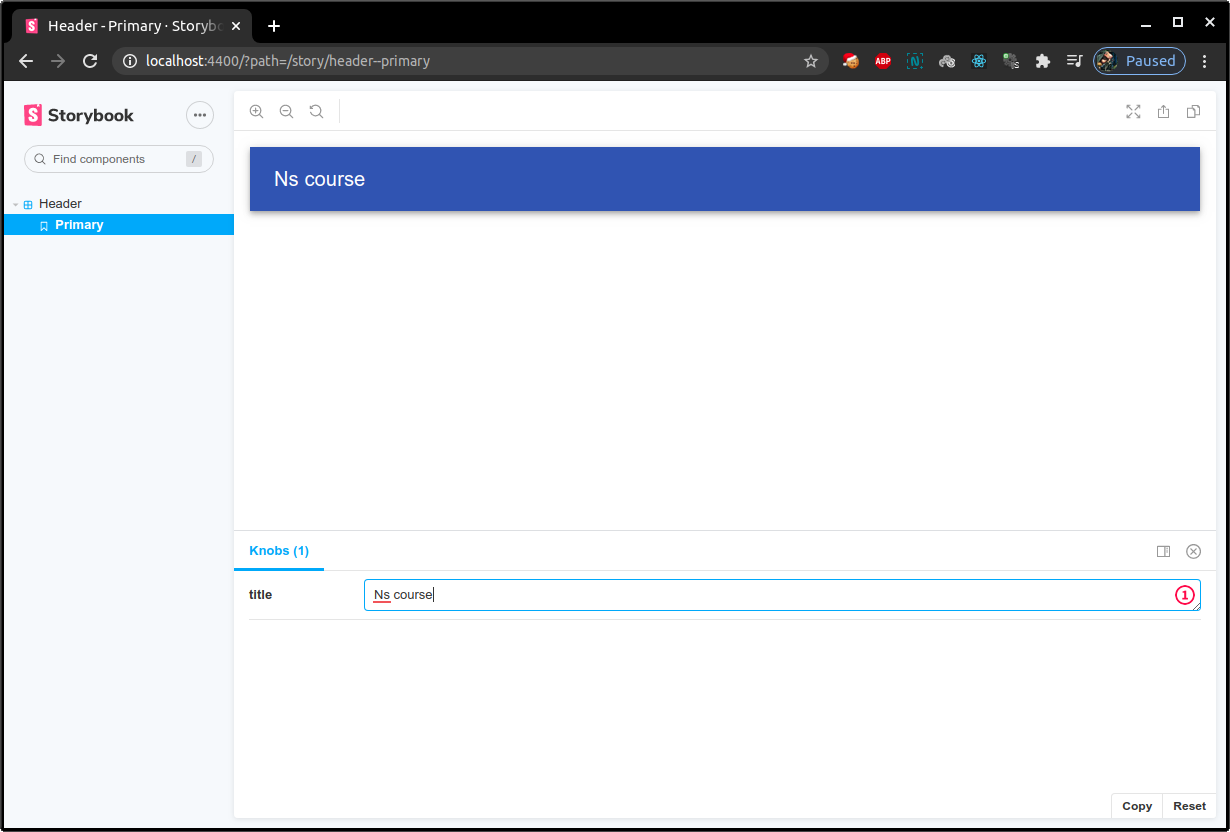 Header - Primary · Storybo
localhost:4400/?path=/story/header--primary
ABP
Paused
Storybook
Find components /
Header
Primary
Ns course
Knobs (1)
title Ns course 1
Copy Reset